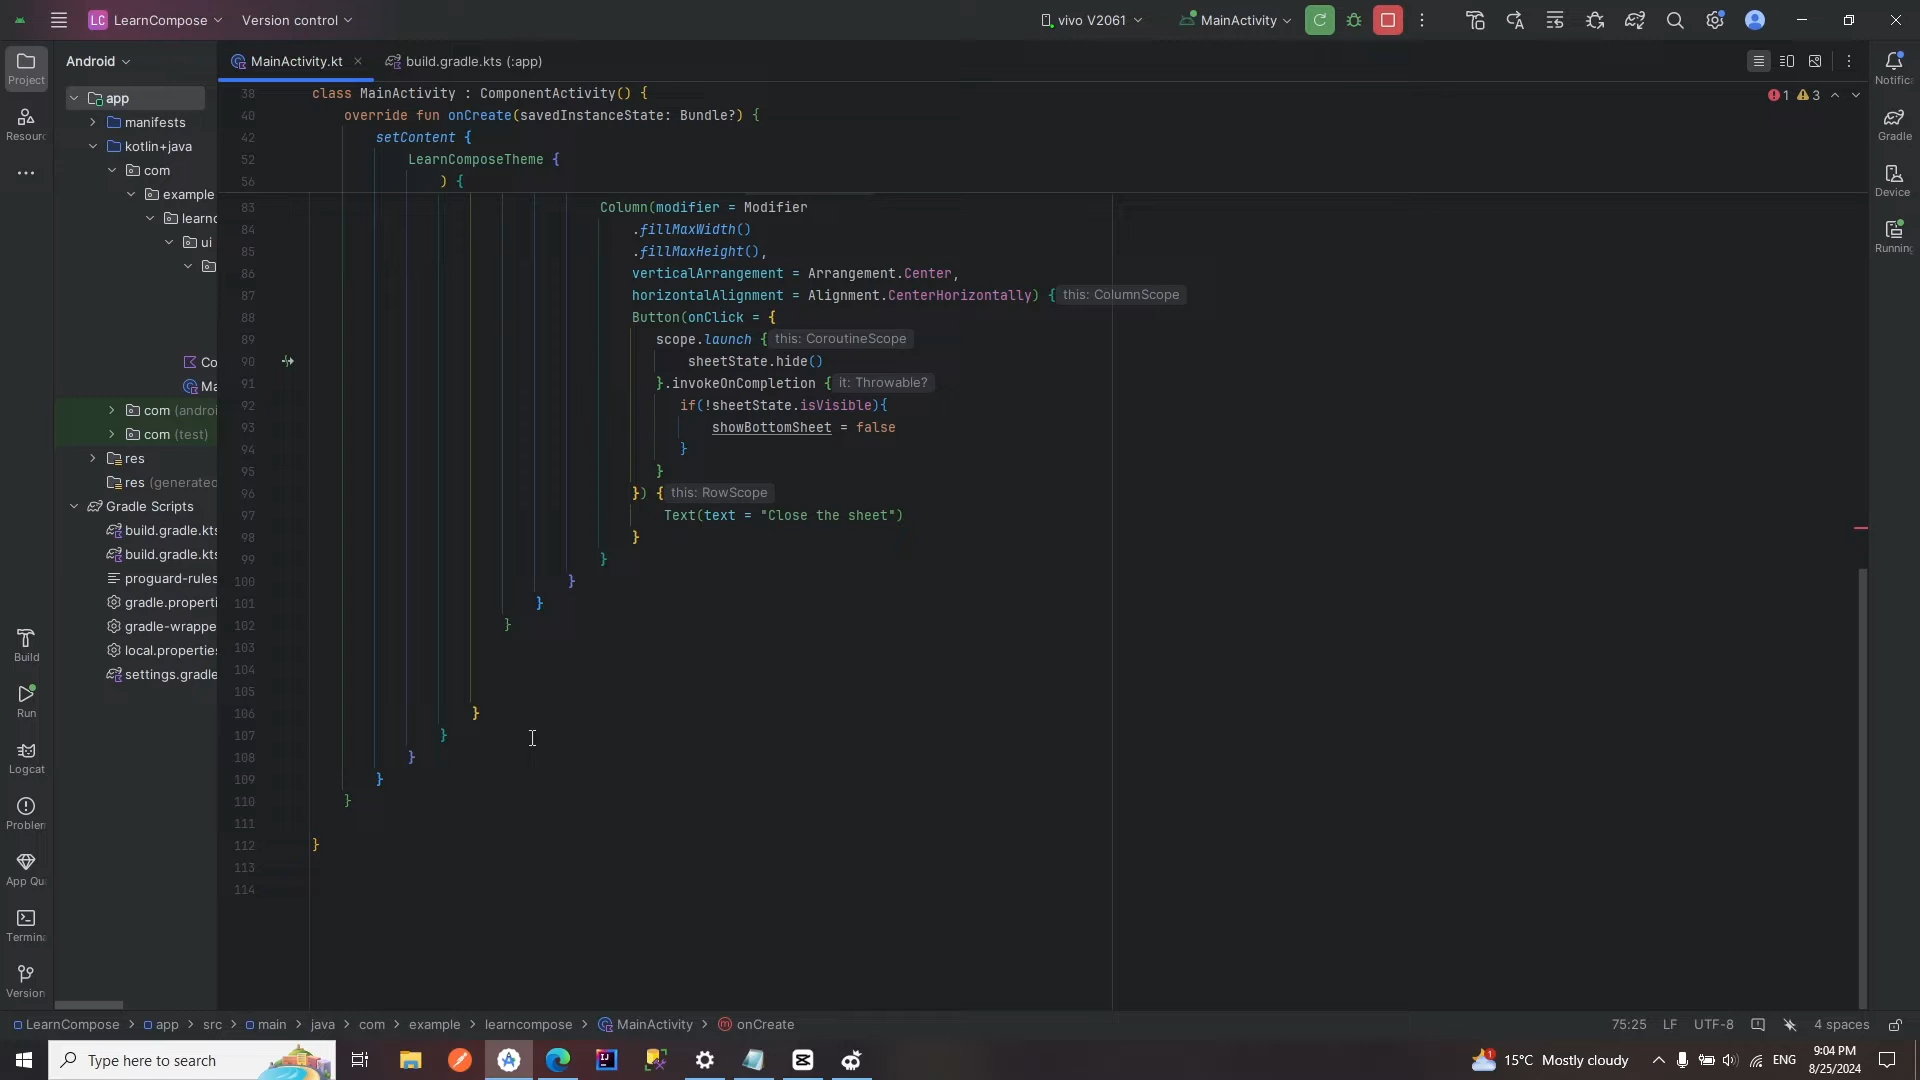 LC LearnCompose Version control vivo V2061 MainActivity
Project Android MainActivity.kt build.gradle.kts (:app)
38 class MainActivity : ComponentActivity() { 1 3
40 override fun onCreate(savedInstanceState: Bundle?) {
42 setContent {
52 LearnComposeTheme {
56 ) {
83 Column(modifier = Modifier
84 .fillMaxWidth()
85 .fillMaxHeight(),
86 verticalArrangement = Arrangement.Center,
87 horizontalAlignment = Alignment.CenterHorizontally) { this: ColumnScope
88 Button(onClick = {
89 scope.launch { this: CoroutineScope
90 sheetState.hide()
91 }.invokeOnCompletion { it: Throwable?
92 if(!sheetState.isVisible){
93 showBottomSheet = false
94 }
95 }
96 }) { this: RowScope
97 Text(text = "Close the sheet")
98 }
99 }
100 }
101 }
102 }
103
104
105
106 }
107 }
108 }
109 }
110 }
111
112 }
113
114
app
manifests
kotlin+java
com
example
learnc
ui
Co
Ma
com (androi
com (test)
res
res (generated
Gradle Scripts
build.gradle.kts
build.gradle.kts
proguard-rules
gradle.properti
gradle-wrappe
local.properties
settings.gradle
Resourc
Build
Run
Logcat
Problem
App Qua
Termina
Version
Notifica
Gradle
Device
Running
LearnCompose > app > src > main > java > com > example > learncompose > MainActivity > onCreate 75:25 LF UTF-8 4 spaces
Type here to search 1 15°C Mostly cloudy ENG 9:04 PM
8/25/2024